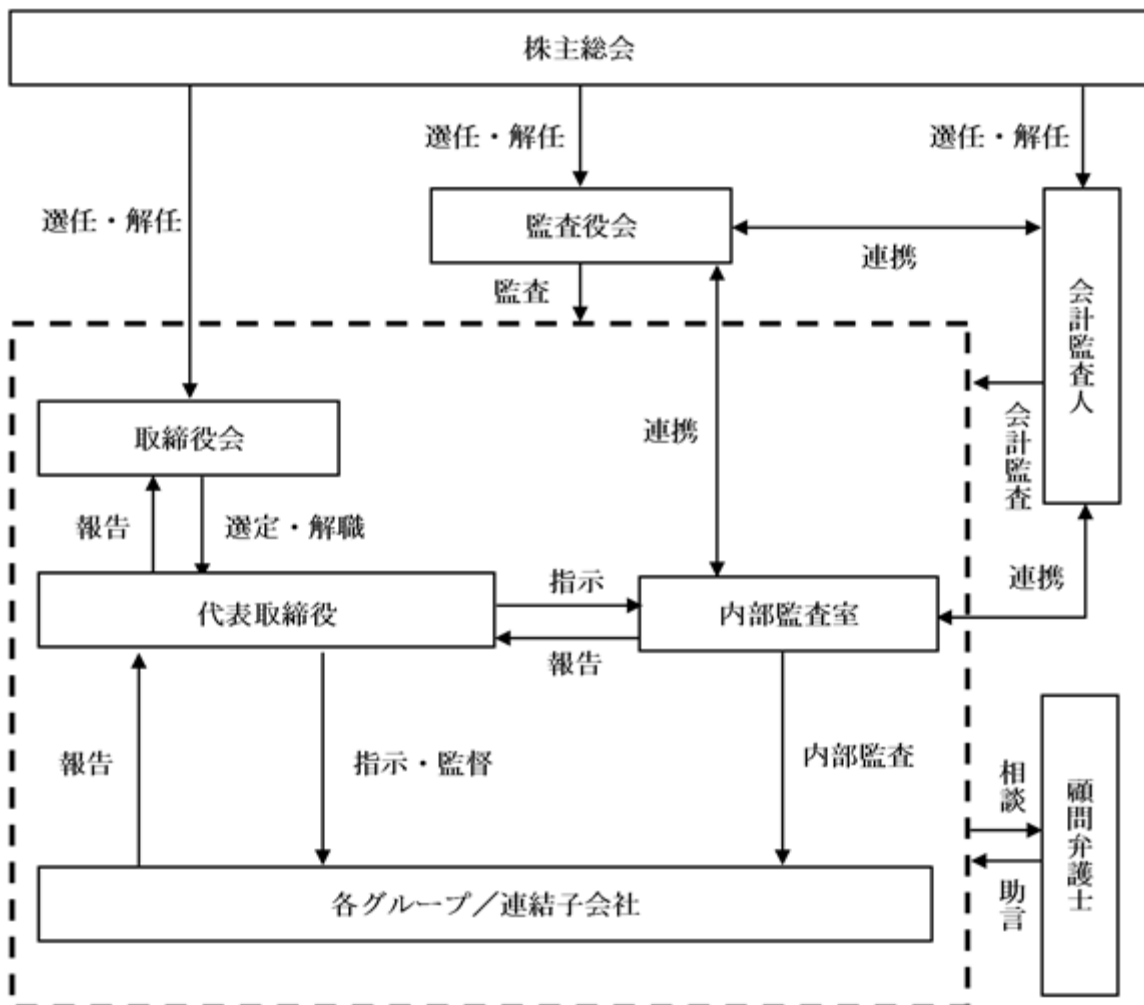 株主総会
選任・解任
選任・解任
選任・解任
監査役会
連携
会計監査人
監査
会計監査
取締役会
連携
報告
選定・解職
連携
代表取締役
指示
報告
内部監査室
報告
指示・監督
内部監査
相談
助言
顧問弁護士
各グループ／連結子会社